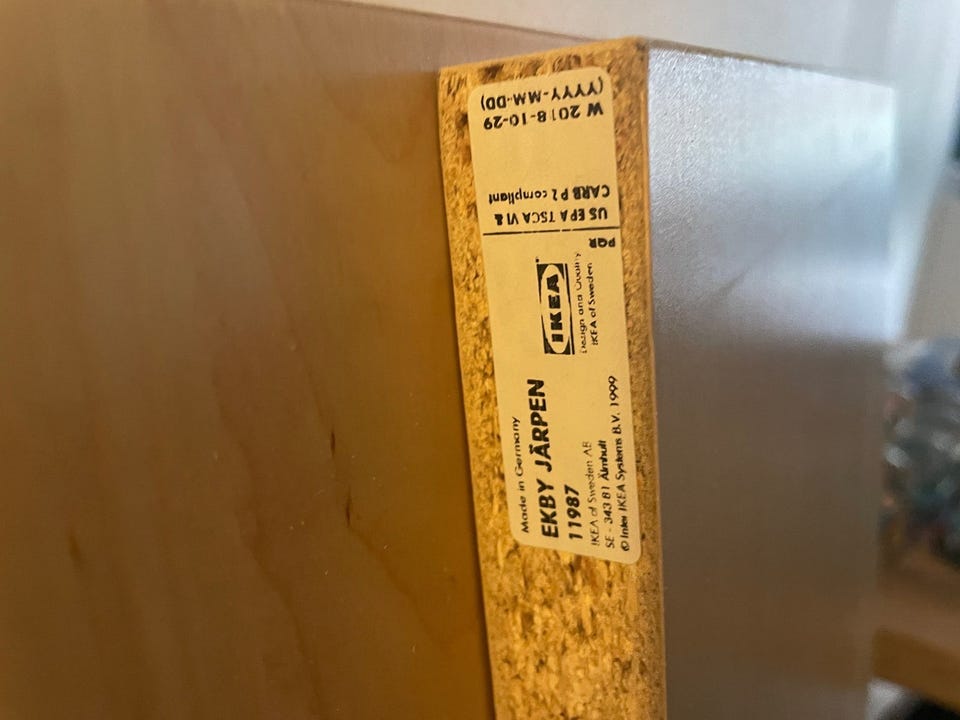 Made in Germany
EKBY JÄRPEN
11987
IKEA of Sweden AB
SE - 343 81 Älmhult
© Inter IKEA Systems B.V. 1999
IKEA
Design and Quality
IKEA of Sweden
PQR
US EPA TSCA VI &
CARB P2 compliant
W 2018-10-29
(YYYY-MM-DD)